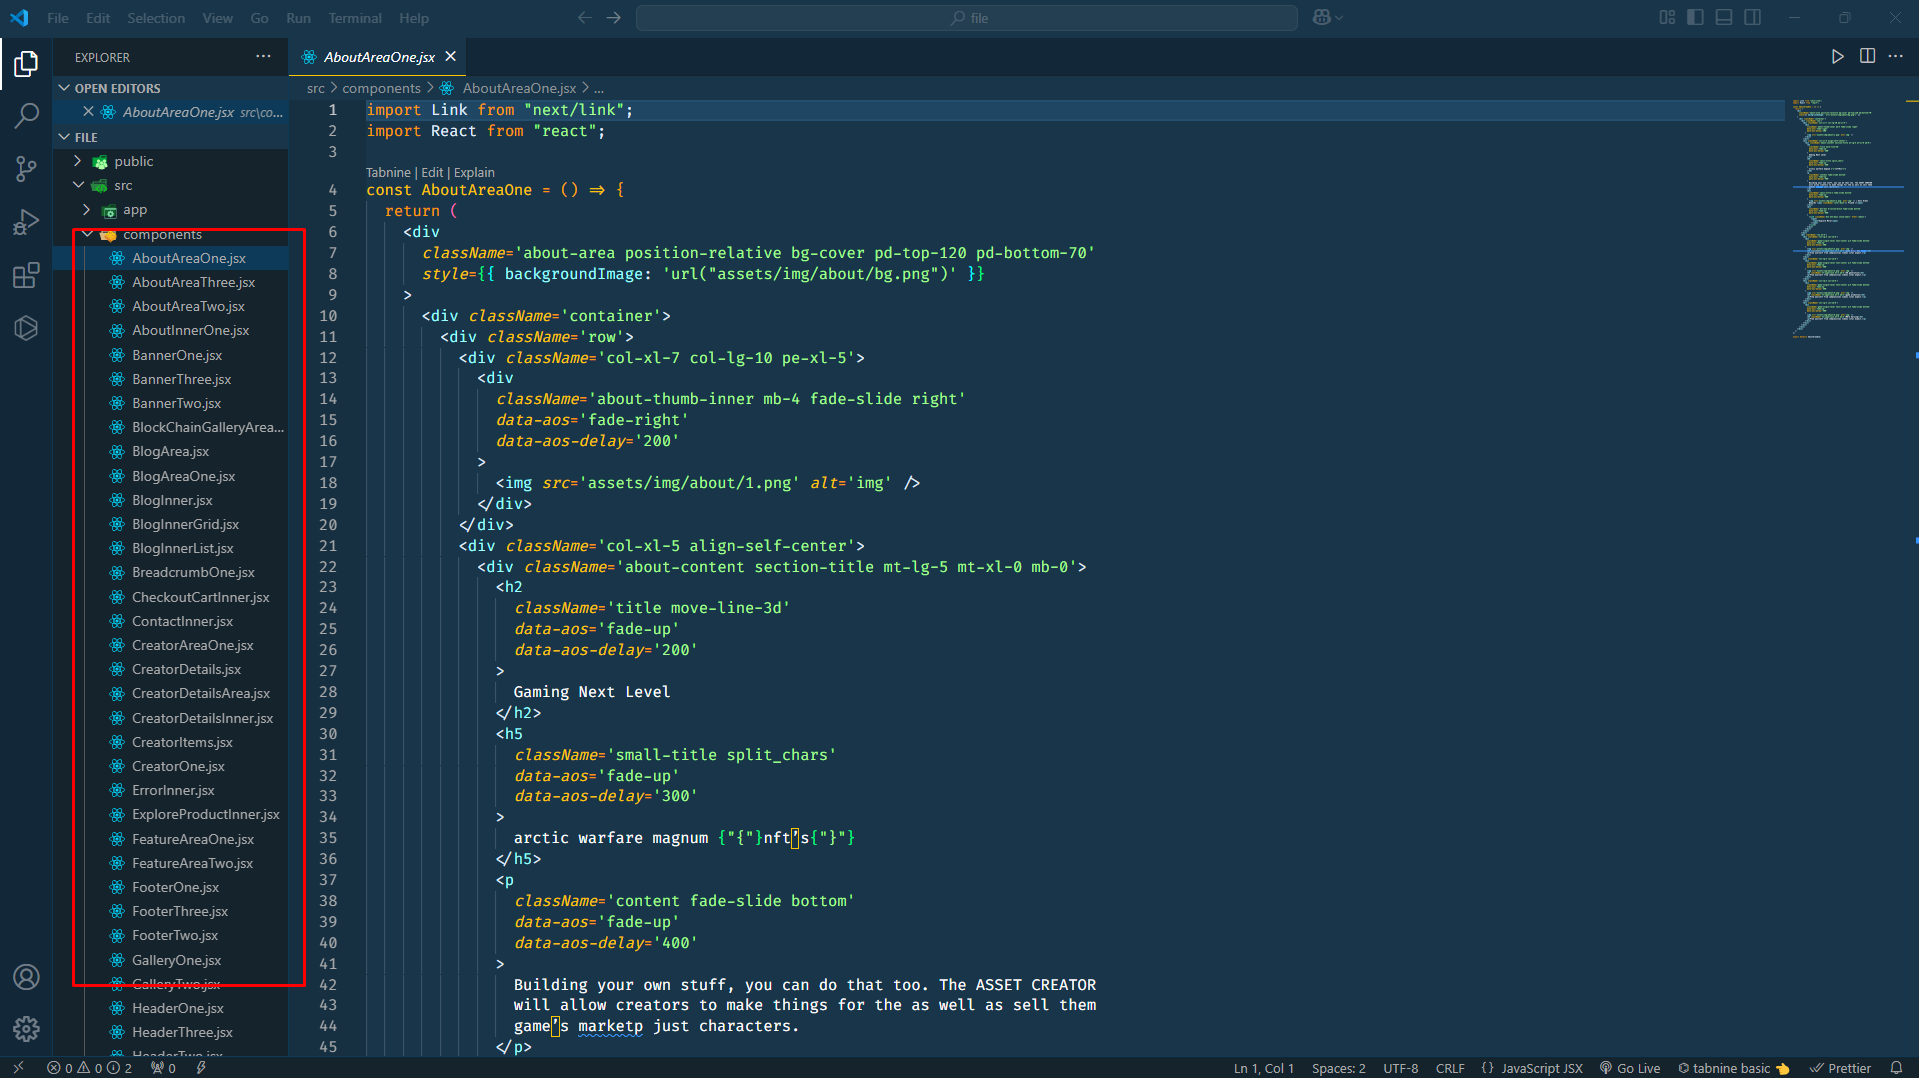 File Edit Selection View Go Run Terminal Help
file
EXPLORER
AboutAreaOne.jsx
OPEN EDITORS
AboutAreaOne.jsx src\co...
FILE
public
src
app
components
AboutAreaOne.jsx
AboutAreaThree.jsx
AboutAreaTwo.jsx
AboutInnerOne.jsx
BannerOne.jsx
BannerThree.jsx
BannerTwo.jsx
BlockChainGalleryArea...
BlogArea.jsx
BlogAreaOne.jsx
BlogInner.jsx
BlogInnerGrid.jsx
BlogInnerList.jsx
BreadcrumbOne.jsx
CheckoutCartInner.jsx
ContactInner.jsx
CreatorAreaOne.jsx
CreatorDetails.jsx
CreatorDetailsArea.jsx
CreatorDetailsInner.jsx
CreatorItems.jsx
CreatorOne.jsx
ErrorInner.jsx
ExploreProductInner.jsx
FeatureAreaOne.jsx
FeatureAreaTwo.jsx
FooterOne.jsx
FooterThree.jsx
FooterTwo.jsx
GalleryOne.jsx
GalleryTwo.jsx
HeaderOne.jsx
HeaderThree.jsx
HeaderTwo.jsx
src > components > AboutAreaOne.jsx > ...
1 import Link from "next/link";
2 import React from "react";
3
Tabnine | Edit | Explain
4 const AboutAreaOne = () => {
5 return (
6 <div
7 className='about-area position-relative bg-cover pd-top-120 pd-bottom-70'
8 style={{ backgroundImage: 'url("assets/img/about/bg.png")' }}
9 >
10 <div className='container'>
11 <div className='row'>
12 <div className='col-xl-7 col-lg-10 pe-xl-5'>
13 <div
14 className='about-thumb-inner mb-4 fade-slide right'
15 data-aos='fade-right'
16 data-aos-delay='200'
17 >
18 <img src='assets/img/about/1.png' alt='img' />
19 </div>
20 </div>
21 <div className='col-xl-5 align-self-center'>
22 <div className='about-content section-title mt-lg-5 mt-xl-0 mb-0'>
23 <h2
24 className='title move-line-3d'
25 data-aos='fade-up'
26 data-aos-delay='200'
27 >
28 Gaming Next Level
29 </h2>
30 <h5
31 className='small-title split_chars'
32 data-aos='fade-up'
33 data-aos-delay='300'
34 >
35 arctic warfare magnum {"{"}nft’s{"}"}
36 </h5>
37 <p
38 className='content fade-slide bottom'
39 data-aos='fade-up'
40 data-aos-delay='400'
41 >
42 Building your own stuff, you can do that too. The ASSET CREATOR
43 will allow creators to make things for the as well as sell them
44 game’s marketp just characters.
45 </p>
0 0 2 0
Ln 1, Col 1 Spaces: 2 UTF-8 CRLF {} JavaScript JSX Go Live tabnine basic Prettier